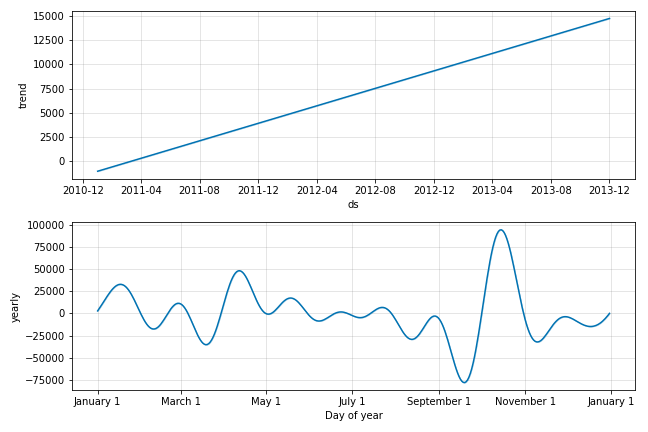 15000
12500
10000
7500
5000
2500
0
trend
2010-12 2011-04 2011-08 2011-12 2012-04 2012-08 2012-12 2013-04 2013-08 2013-12
ds
100000
75000
50000
25000
0
−25000
−50000
−75000
yearly
January 1 March 1 May 1 July 1 September 1 November 1 January 1
Day of year